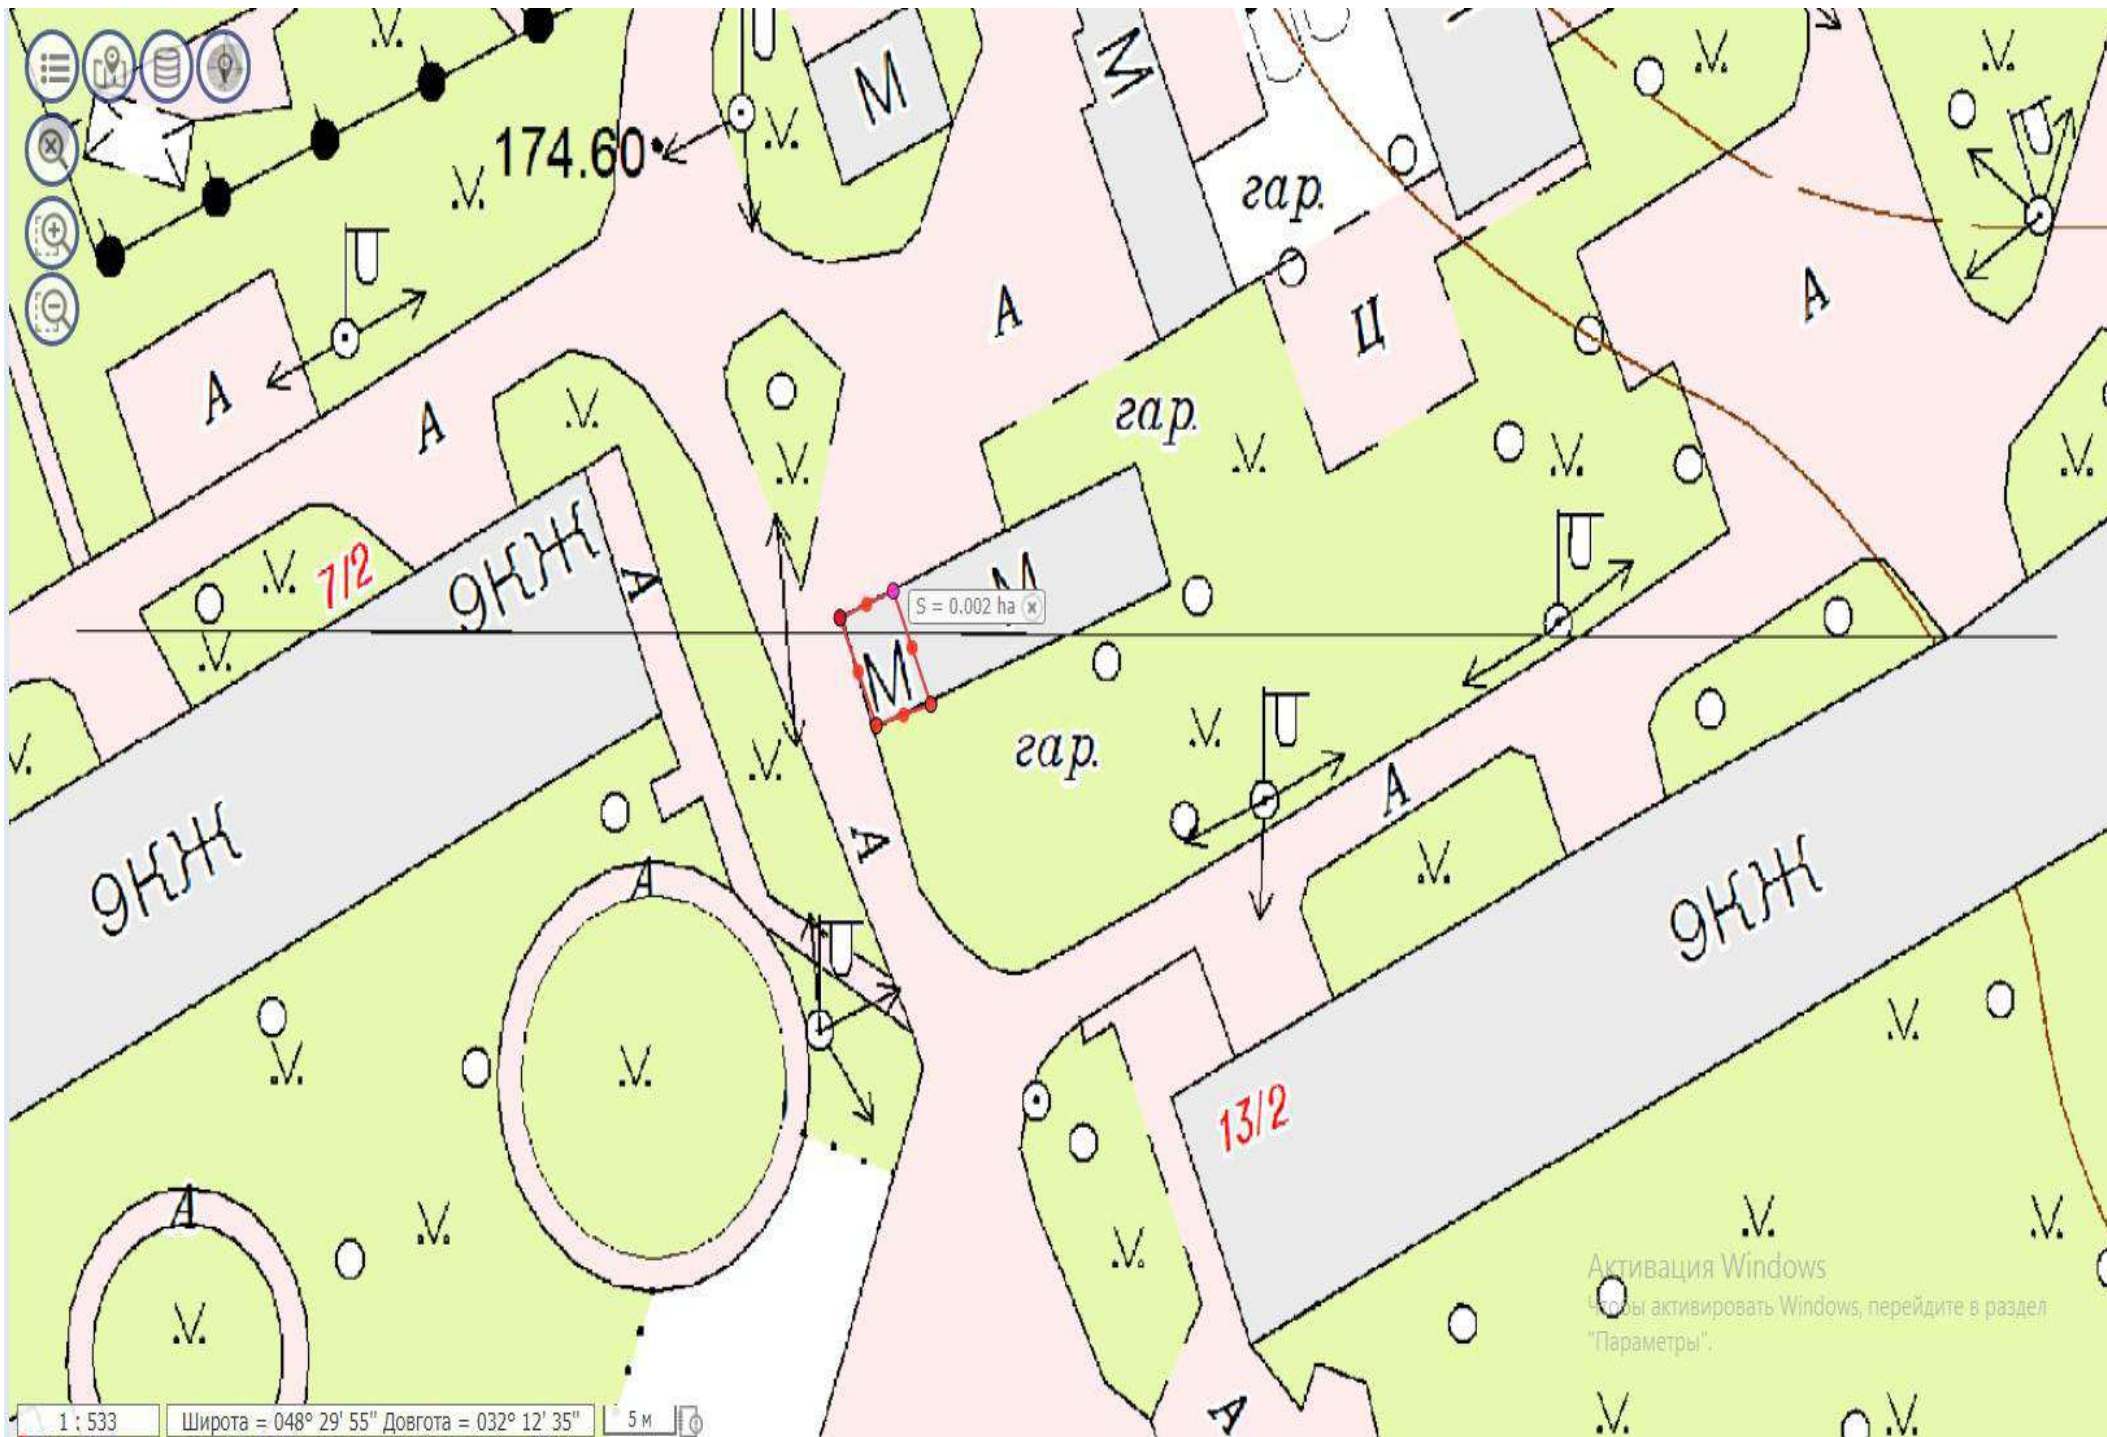 М
М
174.60
гар.
А
А
Ц
А
А
гар.
7/2
9КЖ
А
М
S = 0.002 ha
М
гар.
А
А
9КЖ
9КЖ
А
13/2
А
Активация Windows
Чтобы активировать Windows, перейдите в раздел
"Параметры".
А
1 : 533
Широта = 048° 29' 55" Довгота = 032° 12' 35"
5 м